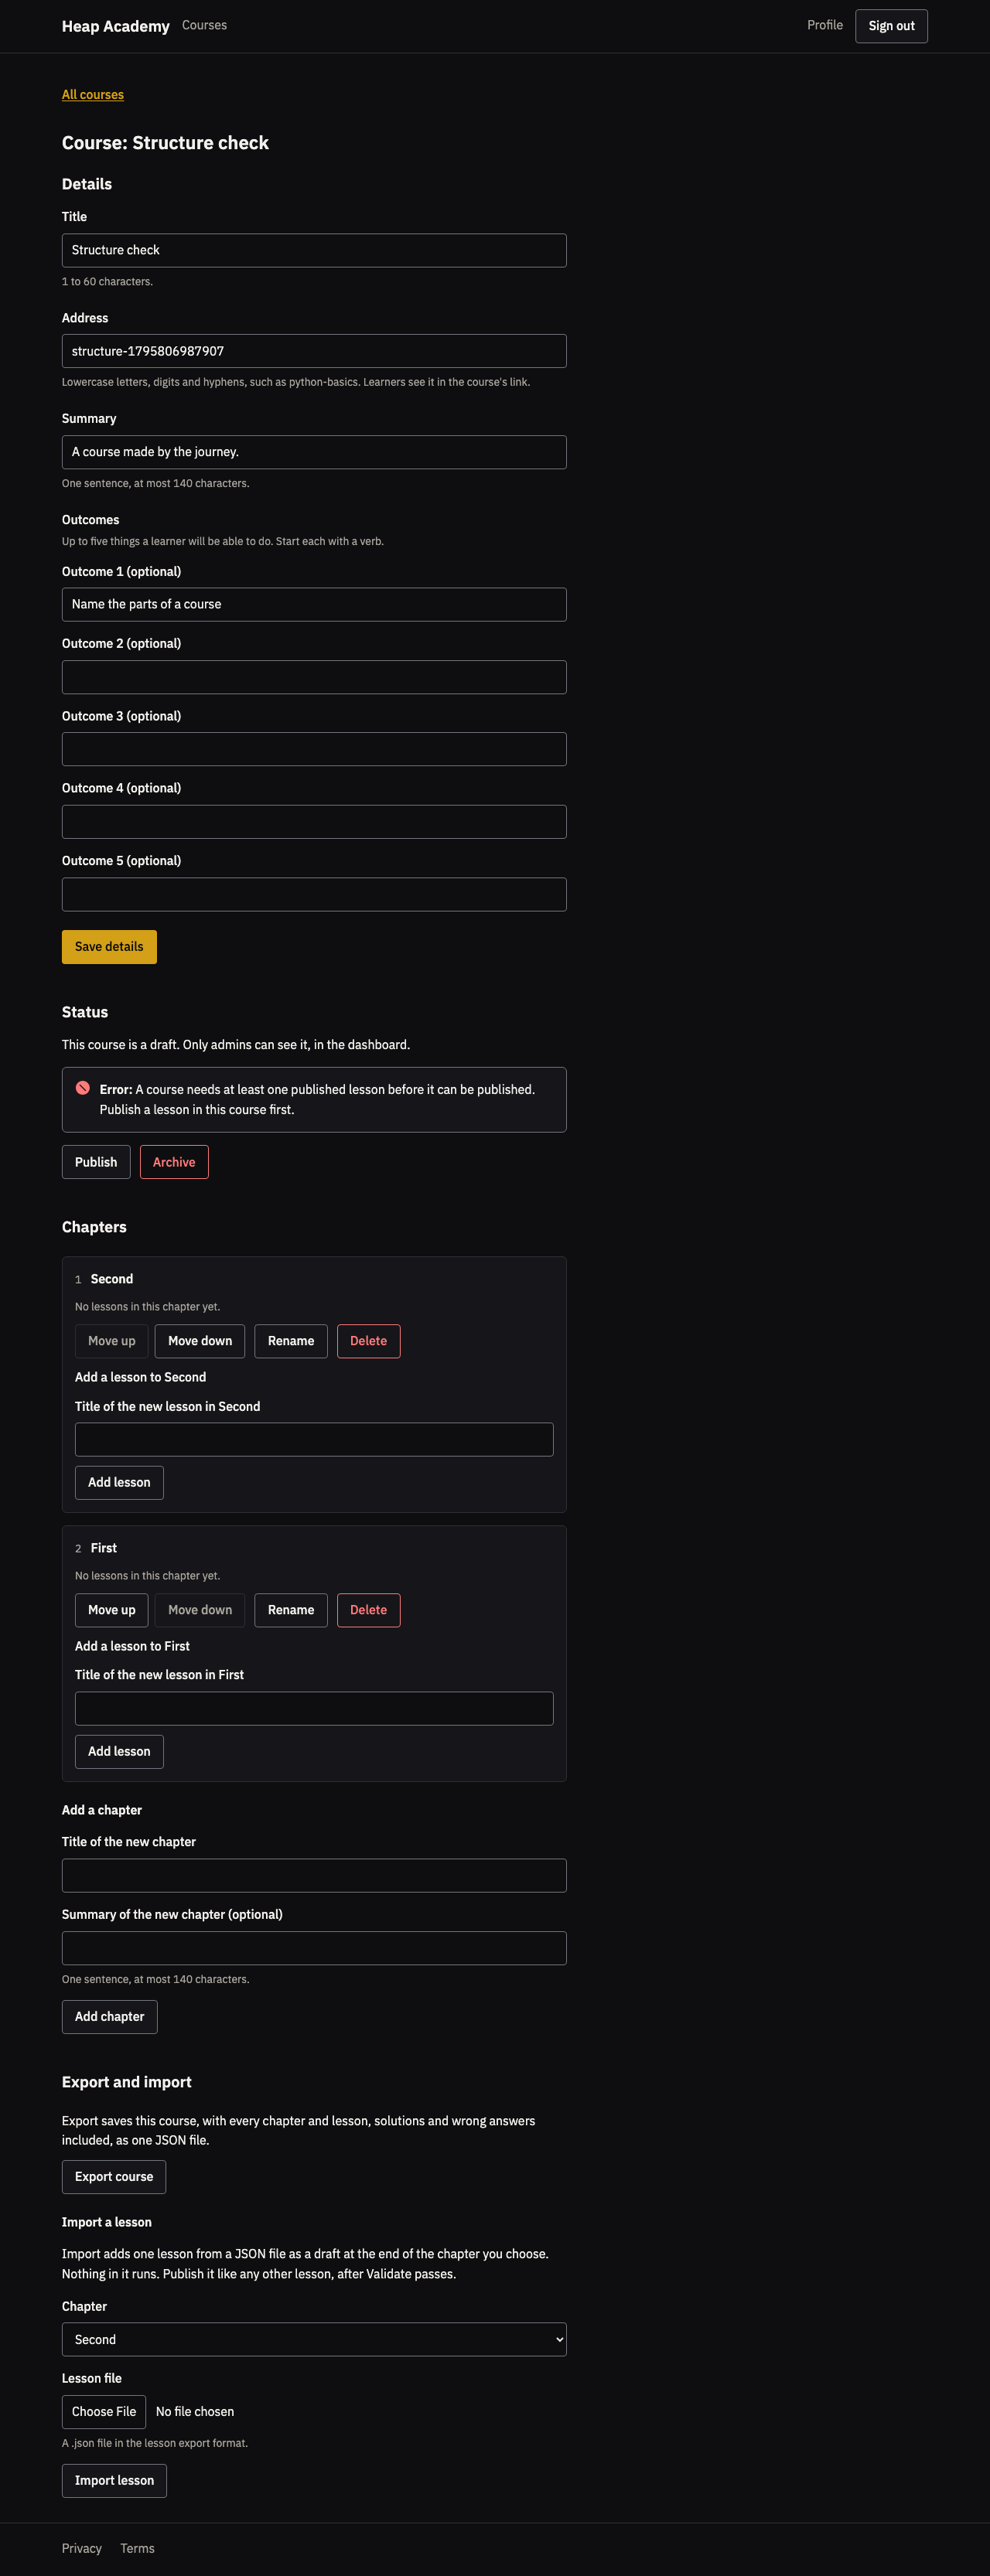 Heap Academy Courses Profile Sign out
All courses
Course: Structure check
Details
Title
Structure check
1 to 60 characters.
Address
structure-1795806987907
Lowercase letters, digits and hyphens, such as python-basics. Learners see it in the course's link.
Summary
A course made by the journey.
One sentence, at most 140 characters.
Outcomes
Up to five things a learner will be able to do. Start each with a verb.
Outcome 1 (optional)
Name the parts of a course
Outcome 2 (optional)
Outcome 3 (optional)
Outcome 4 (optional)
Outcome 5 (optional)
Save details
Status
This course is a draft. Only admins can see it, in the dashboard.
Error: A course needs at least one published lesson before it can be published.
Publish a lesson in this course first.
Publish Archive
Chapters
1 Second
No lessons in this chapter yet.
Move up Move down Rename Delete
Add a lesson to Second
Title of the new lesson in Second
Add lesson
2 First
No lessons in this chapter yet.
Move up Move down Rename Delete
Add a lesson to First
Title of the new lesson in First
Add lesson
Add a chapter
Title of the new chapter
Summary of the new chapter (optional)
One sentence, at most 140 characters.
Add chapter
Export and import
Export saves this course, with every chapter and lesson, solutions and wrong answers
included, as one JSON file.
Export course
Import a lesson
Import adds one lesson from a JSON file as a draft at the end of the chapter you choose.
Nothing in it runs. Publish it like any other lesson, after Validate passes.
Chapter
Second
Lesson file
Choose File No file chosen
A .json file in the lesson export format.
Import lesson
Privacy Terms